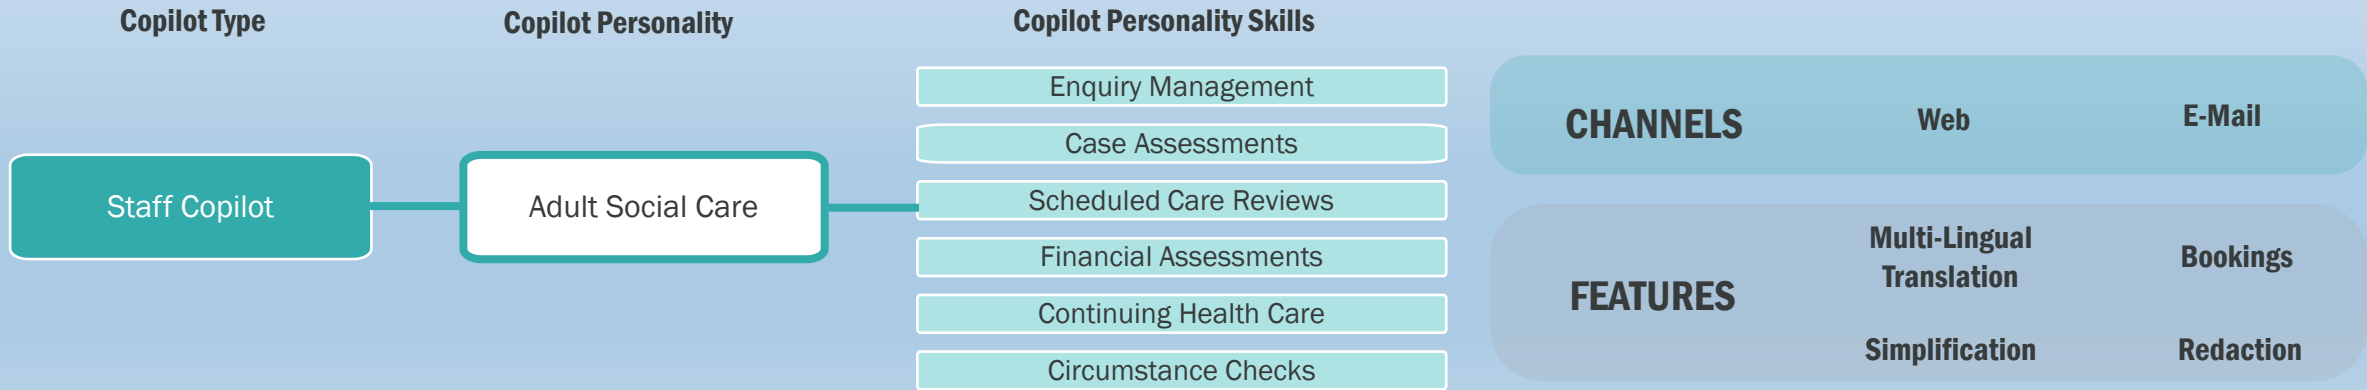 Copilot Type
Copilot Personality
Copilot Personality Skills
Staff Copilot
Adult Social Care
Enquiry Management
Case Assessments
Scheduled Care Reviews
Financial Assessments
Continuing Health Care
Circumstance Checks
CHANNELS
Web
E-Mail
FEATURES
Multi-Lingual
Translation
Bookings
Simplification
Redaction